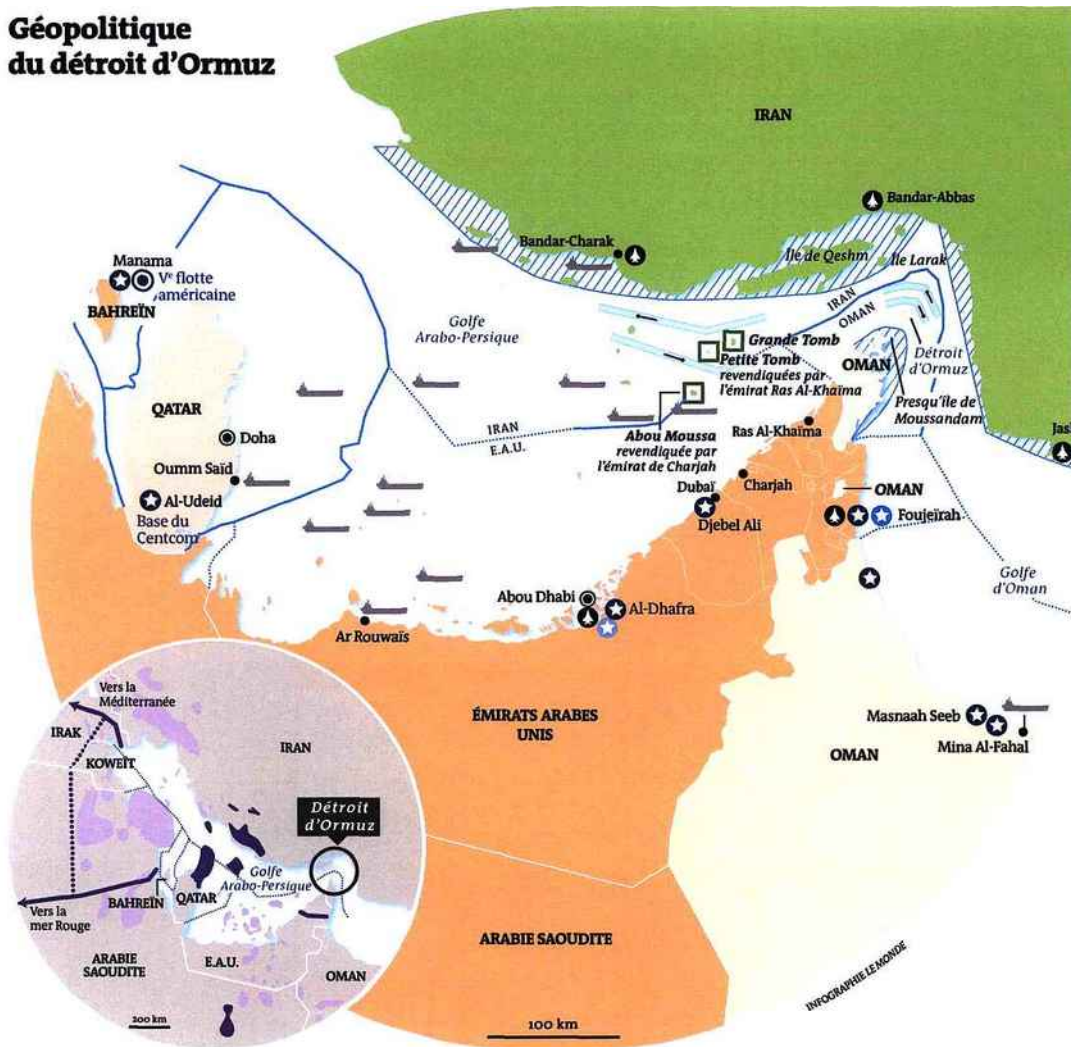 Géopolitique
du détroit d'Ormuz
IRAN
Bandar-Abbas
Bandar-Charak
Île de Qeshm
Île Larak
Manama
Vᵉ flotte
américaine
BAHREÏN
Golfe
Arabo-Persique
IRAN
OMAN
Grande Tomb
Petite Tomb
revendiquées par
l'émirat Ras Al-Khaïma
OMAN
Détroit
d'Ormuz
Presqu'île de
Moussandam
QATAR
IRAN
E.A.U.
Abou Moussa
revendiquée par
l'émirat de Charjah
Ras Al-Khaïma
Doha
Oumm Saïd
Charjah
Dubaï
Djebel Ali
OMAN
Al-Udeid
Base du
Centcom
Foujeïrah
Golfe
d'Oman
Abou Dhabi
Al-Dhafra
Ar Rouwaïs
ÉMIRATS ARABES
UNIS
Masnaah Seeb
Mina Al-Fahal
OMAN
ARABIE SAOUDITE
100 km
INFOGRAPHIE LE MONDE
Vers la
Méditerranée
IRAK
IRAN
KOWEÏT
Détroit
d'Ormuz
Golfe
Arabo-Persique
BAHREÏN
QATAR
Vers la
mer Rouge
ARABIE
SAOUDITE
E.A.U.
OMAN
200 km